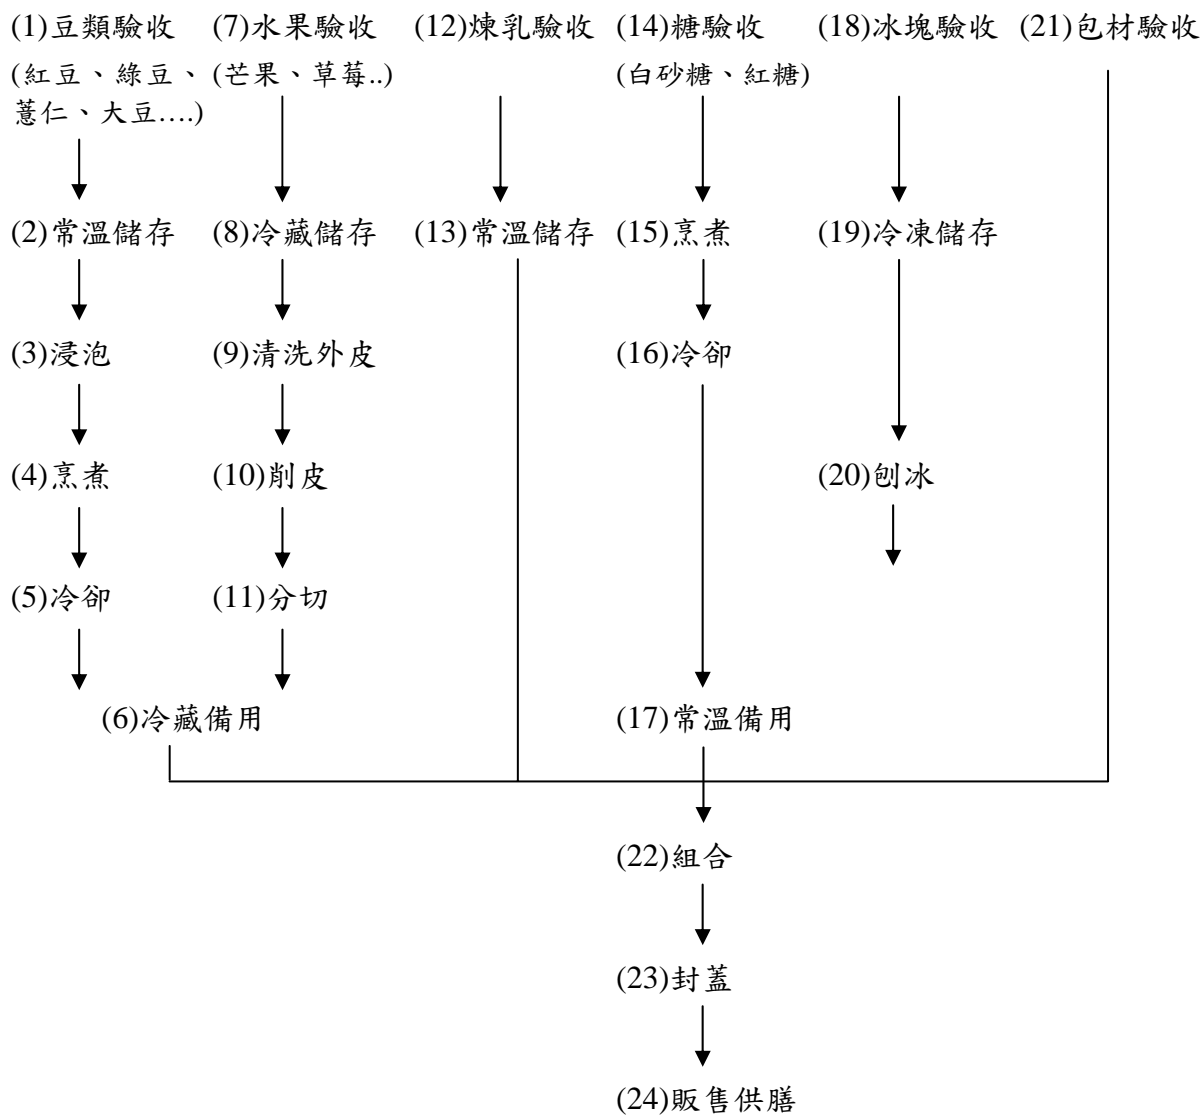 (1)豆類驗收 (7)水果驗收 (12)煉乳驗收 (14)糖驗收 (18)冰塊驗收 (21)包材驗收
(紅豆、綠豆、 (芒果、草莓..) (白砂糖、紅糖)
薏仁、大豆....)
(2)常溫儲存 (8)冷藏儲存 (13)常溫儲存 (15)烹煮 (19)冷凍儲存
(3)浸泡 (9)清洗外皮 (16)冷卻
(4)烹煮 (10)削皮 (20)刨冰
(5)冷卻 (11)分切
(6)冷藏備用 (17)常溫備用
(22)組合
(23)封蓋
(24)販售供膳